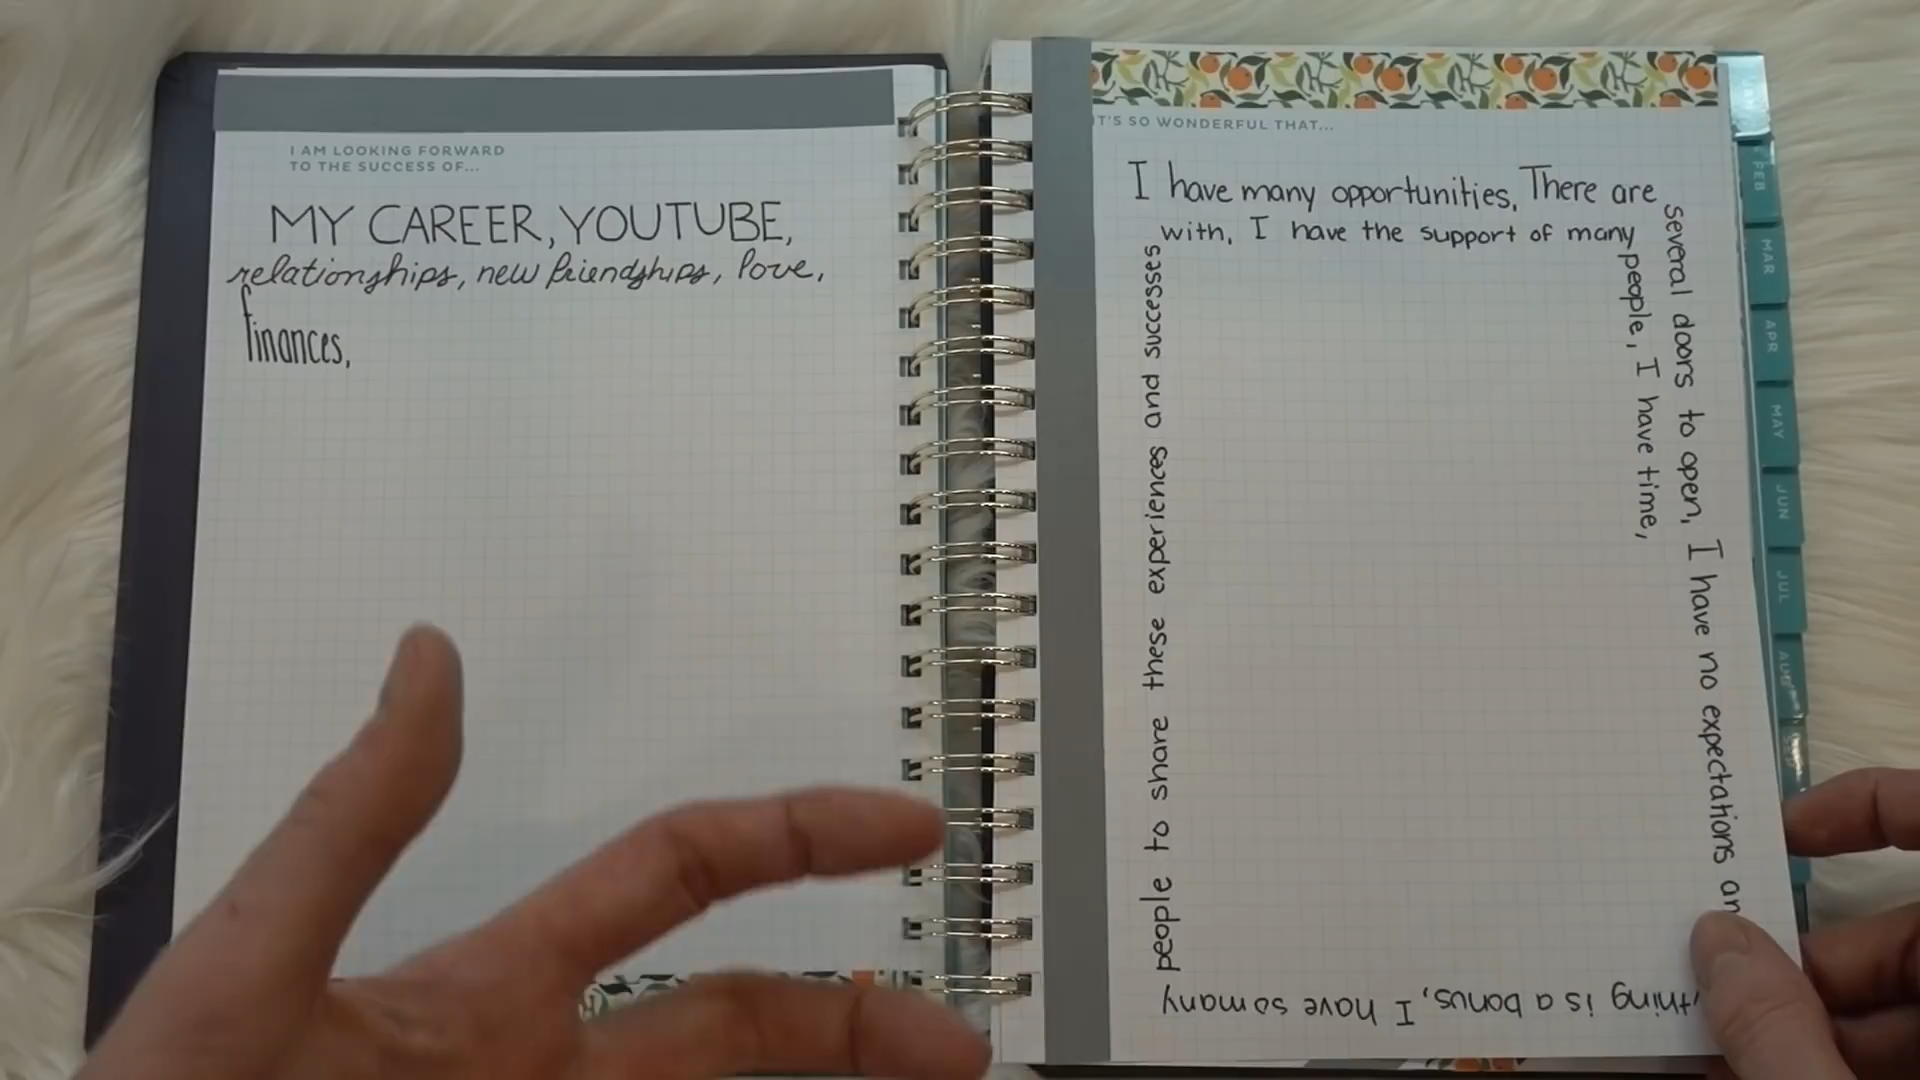 I AM LOOKING FORWARD
TO THE SUCCESS OF...
MY CAREER, YOUTUBE,
relationships, new friendships, love,
finances,
IT'S SO WONDERFUL THAT...
I have many opportunities, There are
several doors to open, I have no expectations an
ything is a bonus, I have so many
people to share these experiences and successes
with, I have the support of many
people, I have time,
FEB
MAR
APR
MAY
JUN
JUL
AUG